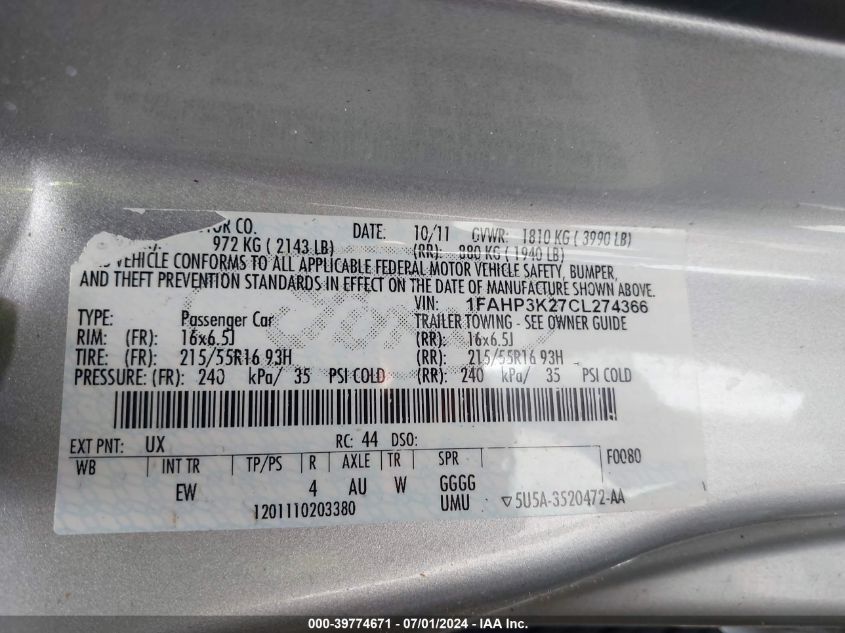 OR CO. DATE: 10/11 GVWR: 1810 KG ( 3990 LB)
972 KG ( 2143 LB) (RR): 880 KG ( 1940 LB)
VEHICLE CONFORMS TO ALL APPLICABLE FEDERAL MOTOR VEHICLE SAFETY, BUMPER,
AND THEFT PREVENTION STANDARDS IN EFFECT ON THE DATE OF MANUFACTURE SHOWN ABOVE.
VIN: 1FAHP3K27CL274366
TYPE: Passenger Car TRAILER TOWING - SEE OWNER GUIDE
RIM: (FR): 16x6.5J (RR): 16x6.5J
TIRE: (FR): 215/55R16 93H (RR): 215/55R16 93H
PRESSURE: (FR): 240 kPa/ 35 PSI COLD (RR): 240 kPa/ 35 PSI COLD
EXT PNT: UX RC: 44 DSO:
WB INT TR TP/PS R AXLE TR SPR F0080
EW 4 AU W GGGG
1201110203380 UMU ▽5U5A-3520472-AA
000-39774671 / 07/01/2024 - IAA Inc.